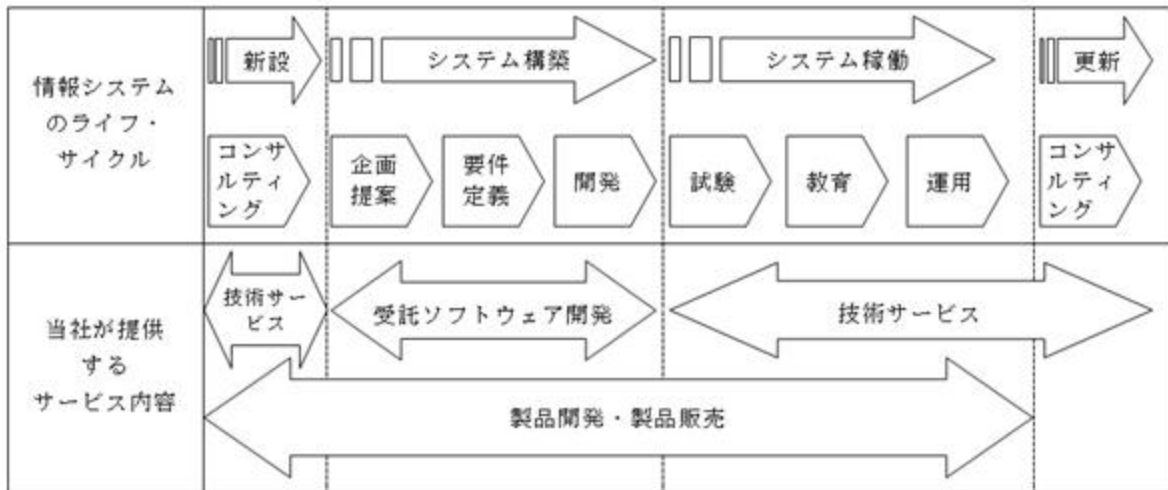 情報システム
のライフ・
サイクル
新設
システム構築
システム稼働
更新
コンサ
ルティ
ング
企画
提案
要件
定義
開発
試験
教育
運用
コンサ
ルティ
ング
当社が提供
する
サービス内容
技術サー
ビス
受託ソフトウェア開発
技術サービス
製品開発・製品販売